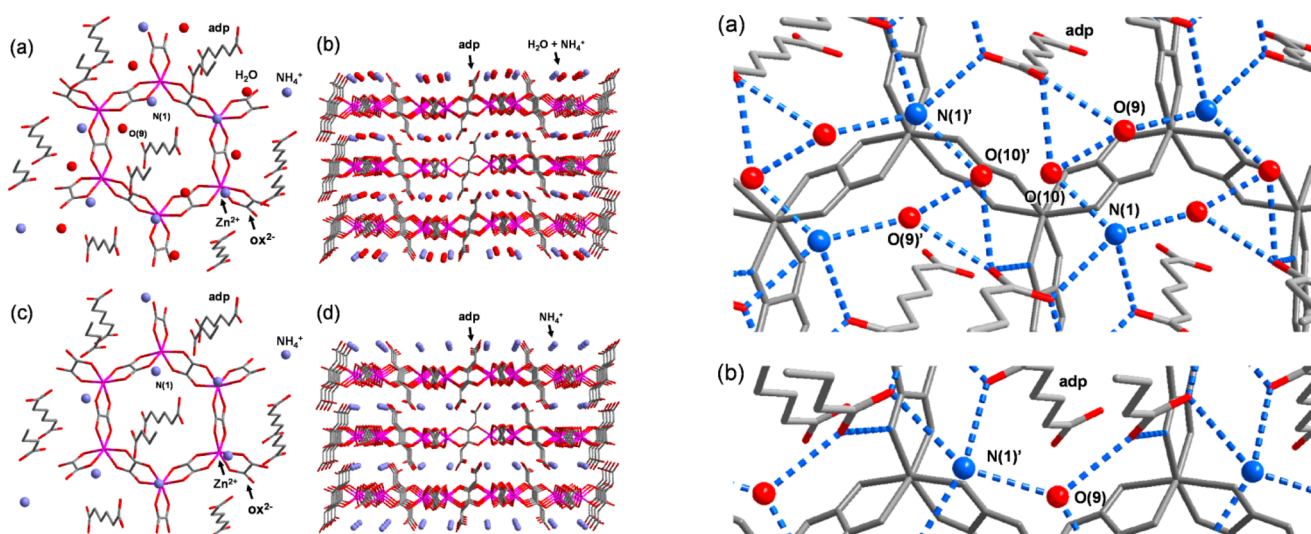 (a)
adp
H₂O
NH₄⁺
N(1)
O(9)
Zn²⁺
ox²⁻
(b)
adp
H₂O + NH₄⁺
(c)
adp
NH₄⁺
N(1)
Zn²⁺
ox²⁻
(d)
adp
NH₄⁺
(a)
adp
N(1)'
O(9)
O(10)'
O(10)
N(1)
O(9)'
(b)
adp
N(1)'
O(9)